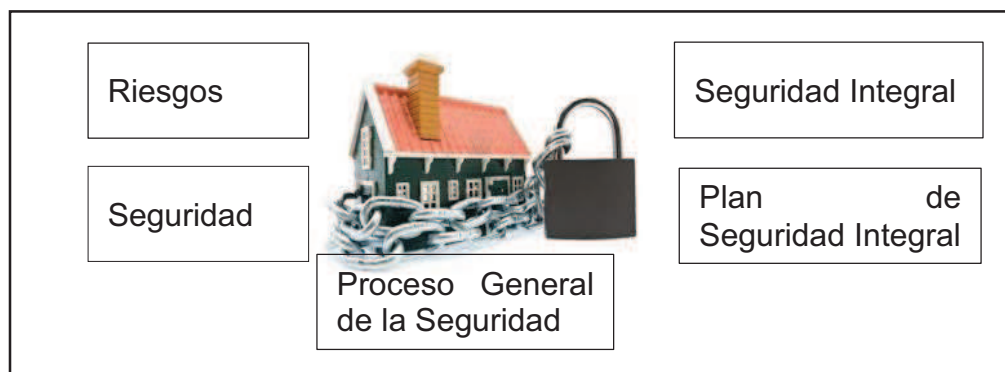 Riesgos
Seguridad
Proceso General
de la Seguridad
Seguridad Integral
Plan de
Seguridad Integral